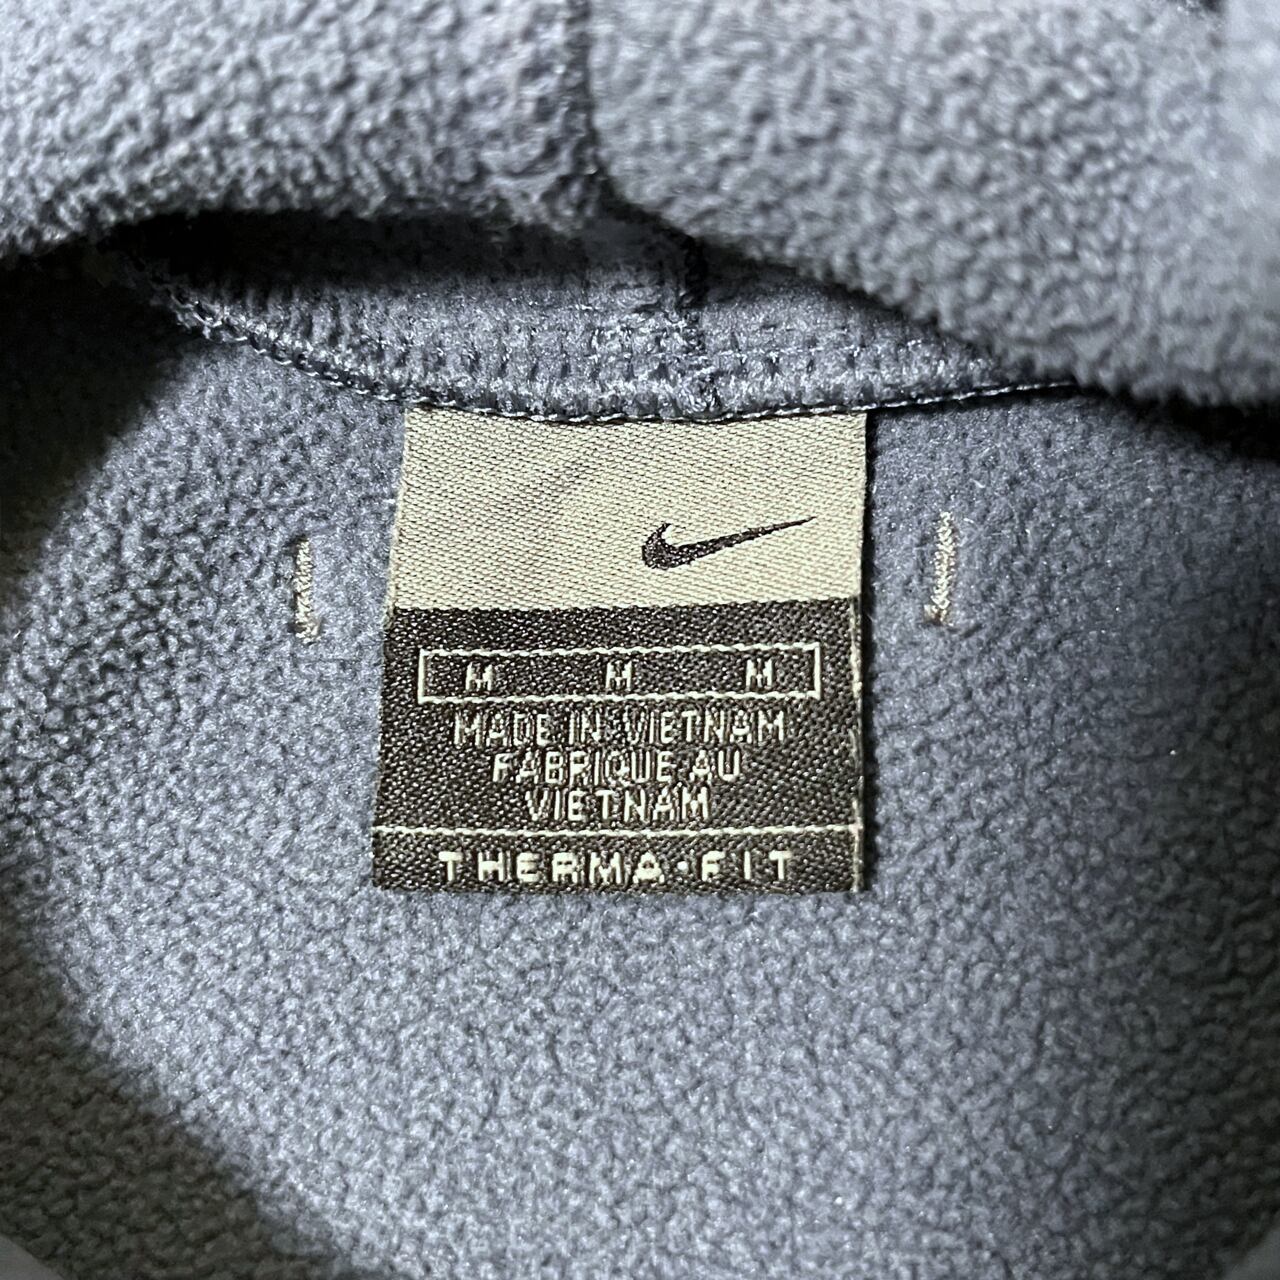 M M M
MADE IN VIETNAM
FABRIQUE AU
VIETNAM
THERMA•FIT